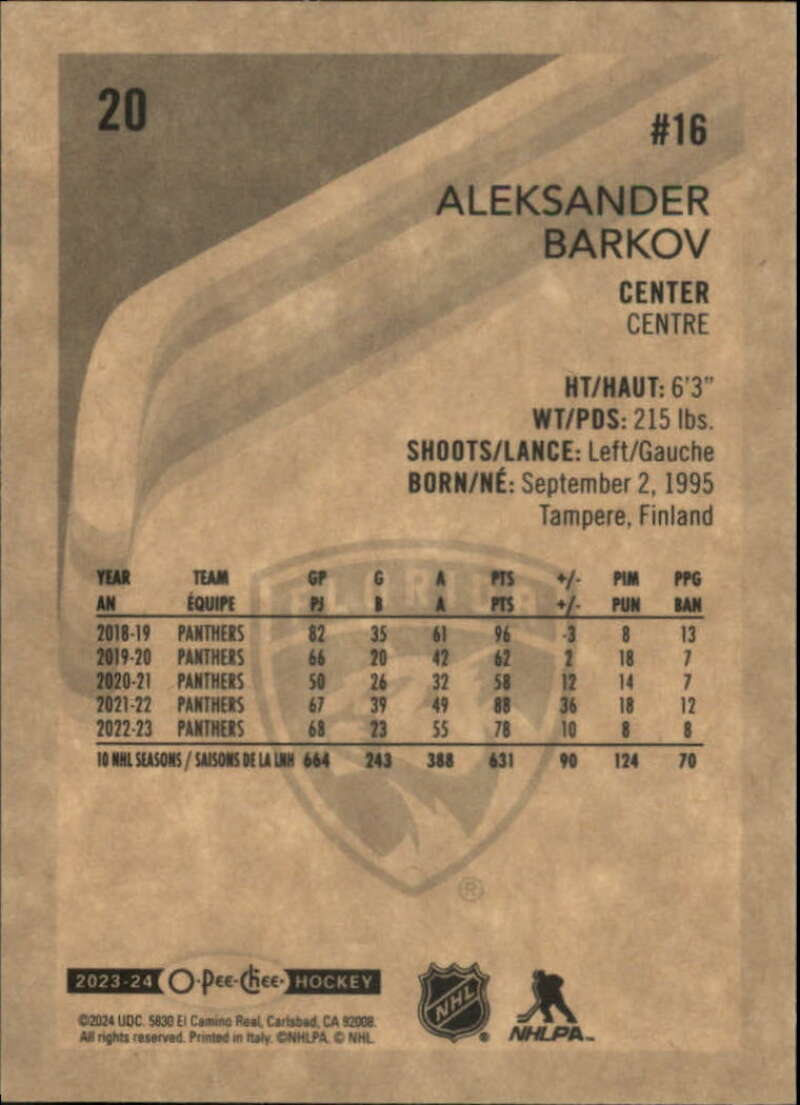 20
#16
ALEKSANDER
BARKOV
CENTER
CENTRE
HT/HAUT: 6'3"
WT/PDS: 215 lbs.
SHOOTS/LANCE: Left/Gauche
BORN/NÉ: September 2, 1995
Tampere, Finland
YEAR TEAM GP G A PTS +/- PIM PPG
AN ÉQUIPE PJ B A PTS +/- PUN BAN
2018-19 PANTHERS 82 35 61 96 -3 8 13
2019-20 PANTHERS 66 20 42 62 2 18 7
2020-21 PANTHERS 50 26 32 58 12 14 7
2021-22 PANTHERS 67 39 49 88 36 18 12
2022-23 PANTHERS 68 23 55 78 10 8 8
10 NHL SEASONS / SAISONS DE LA LNH 664 243 388 631 90 124 70
FLORIDA
®
2023-24 O-Pee-Chee HOCKEY
NHL
NHLPA
©2024 UDC. 5830 El Camino Real, Carlsbad, CA 92008.
All rights reserved. Printed in Italy. ©NHLPA. © NHL.